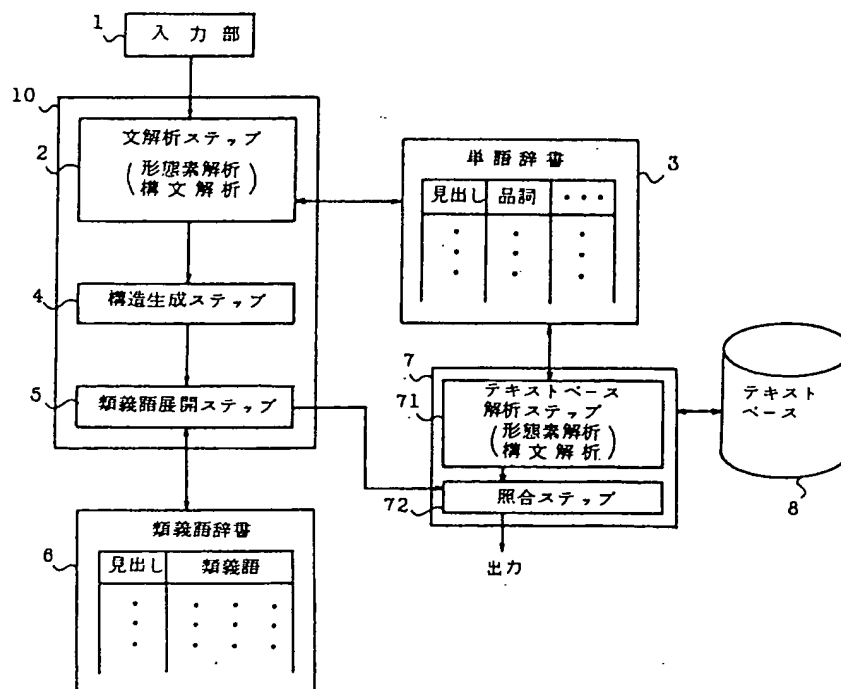 1
入力部
10
文解析ステップ
2
(形態素解析
構文解析)
単語辞書
3
見出し 品詞 ・・・
4
構造生成ステップ
5
類義語展開ステップ
7
テキストベース
71
解析ステップ
(形態素解析
構文解析)
72
照合ステップ
出力
テキスト
ベース
8
6
類義語辞書
見出し 類義語